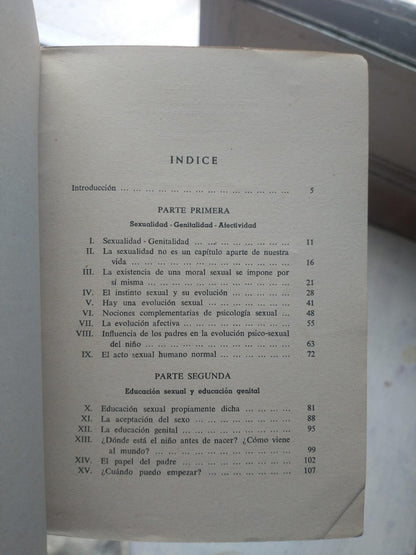 INDICE
Introducción ... ... ... ... ... ... ... ... ... ... ... ... ... 5
PARTE PRIMERA
Sexualidad - Genitalidad - Afectividad
I. Sexualidad - Genitalidad ... ... ... ... ... ... ... 11
II. La sexualidad no es un capítulo aparte de nuestra
vida ... ... ... ... ... ... ... ... ... ... ... ... 16
III. La existencia de una moral sexual se impone por
sí misma ... ... ... ... ... ... ... ... ... ... 21
IV. El instinto sexual y su evolución ... ... ... ... 28
V. Hay una evolución sexual ... ... ... ... ... ... 41
VI. Nociones complementarias de psicología sexual ... 48
VII. La evolución afectiva ... ... ... ... ... ... ... 55
VIII. Influencia de los padres en la evolución psico-sexual
del niño ... ... ... ... ... ... ... ... ... ... 63
IX. El acto sexual humano normal ... ... ... ... ... 72
PARTE SEGUNDA
Educación sexual y educación genital
X. Educación sexual propiamente dicha ... ... ... ... 81
XI. La aceptación del sexo ... ... ... ... ... ... ... 88
XII. La educación genital ... ... ... ... ... ... ... 95
XIII. ¿Dónde está el niño antes de nacer? ¿Cómo viene
al mundo? ... ... ... ... ... ... ... ... ... ... 99
XIV. El papel del padre ... ... ... ... ... ... ... ... 102
XV. ¿Cuándo puedo empezar? ... ... ... ... ... ... 107